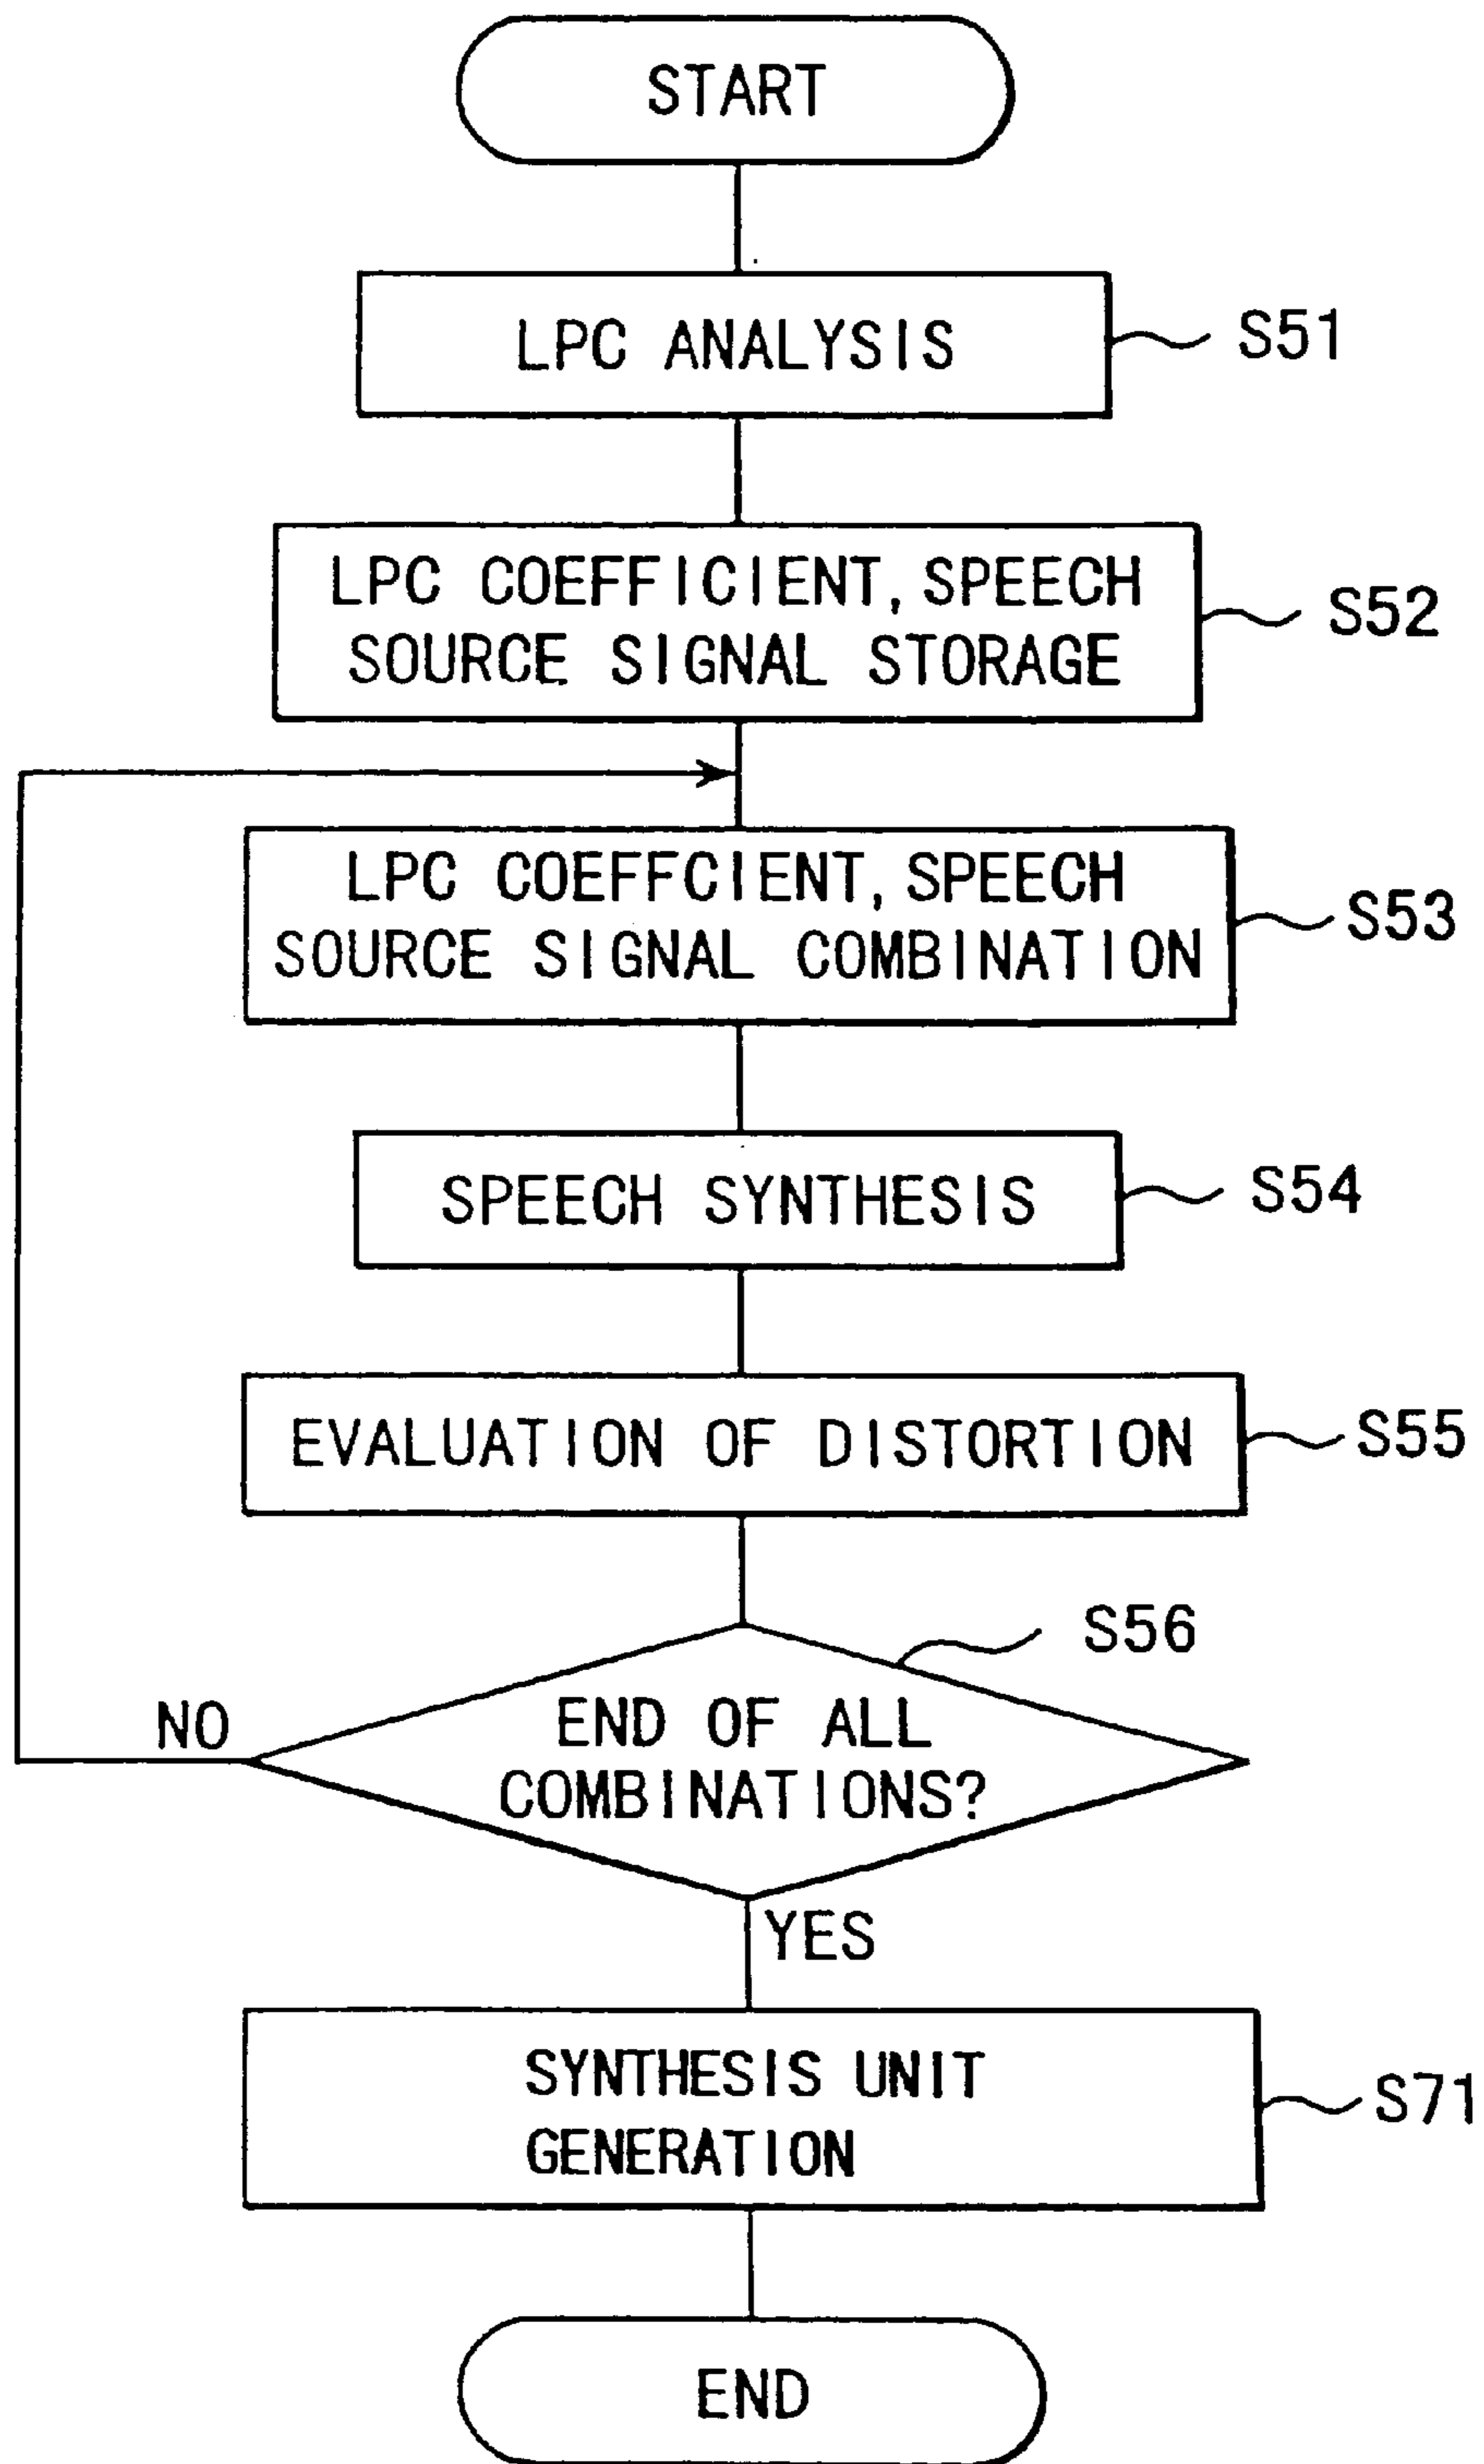 START
LPC ANALYSIS
S51
LPC COEFFICIENT, SPEECH
SOURCE SIGNAL STORAGE
S52
LPC COEFFCIENT, SPEECH
SOURCE SIGNAL COMBINATION
S53
SPEECH SYNTHESIS
S54
EVALUATION OF DISTORTION
S55
S56
END OF ALL
COMBINATIONS?
NO
YES
SYNTHESIS UNIT
GENERATION
S71
END